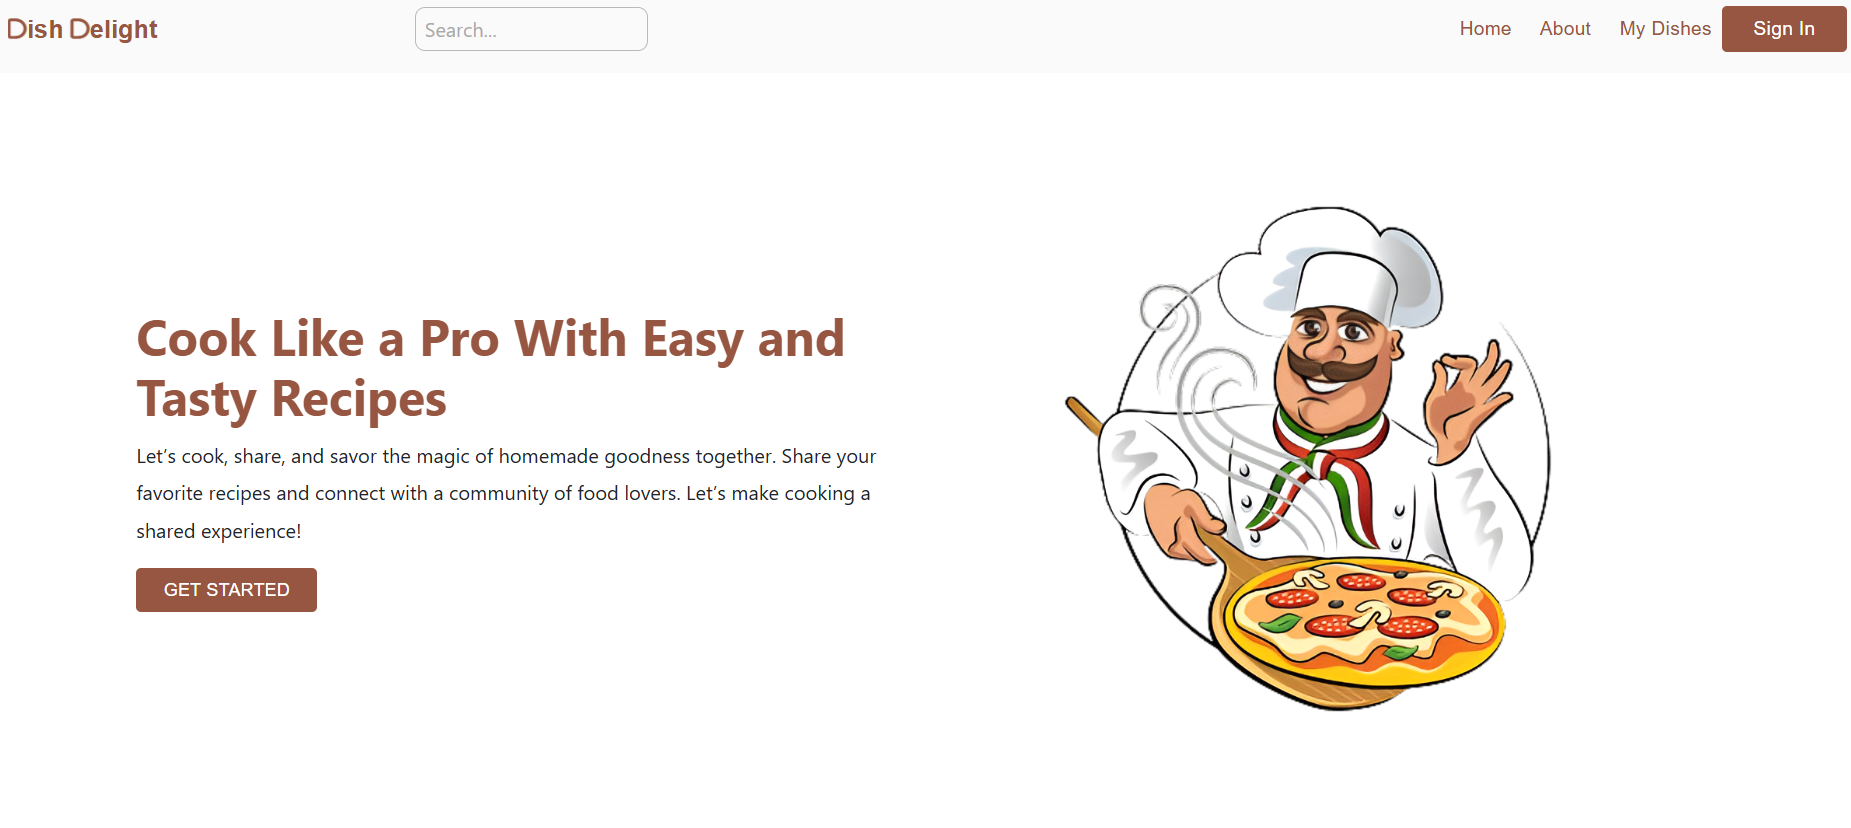 Dish Delight
Search...
Home
About
My Dishes
Sign In
Cook Like a Pro With Easy and
Tasty Recipes
Let’s cook, share, and savor the magic of homemade goodness together. Share your
favorite recipes and connect with a community of food lovers. Let’s make cooking a
shared experience!
GET STARTED